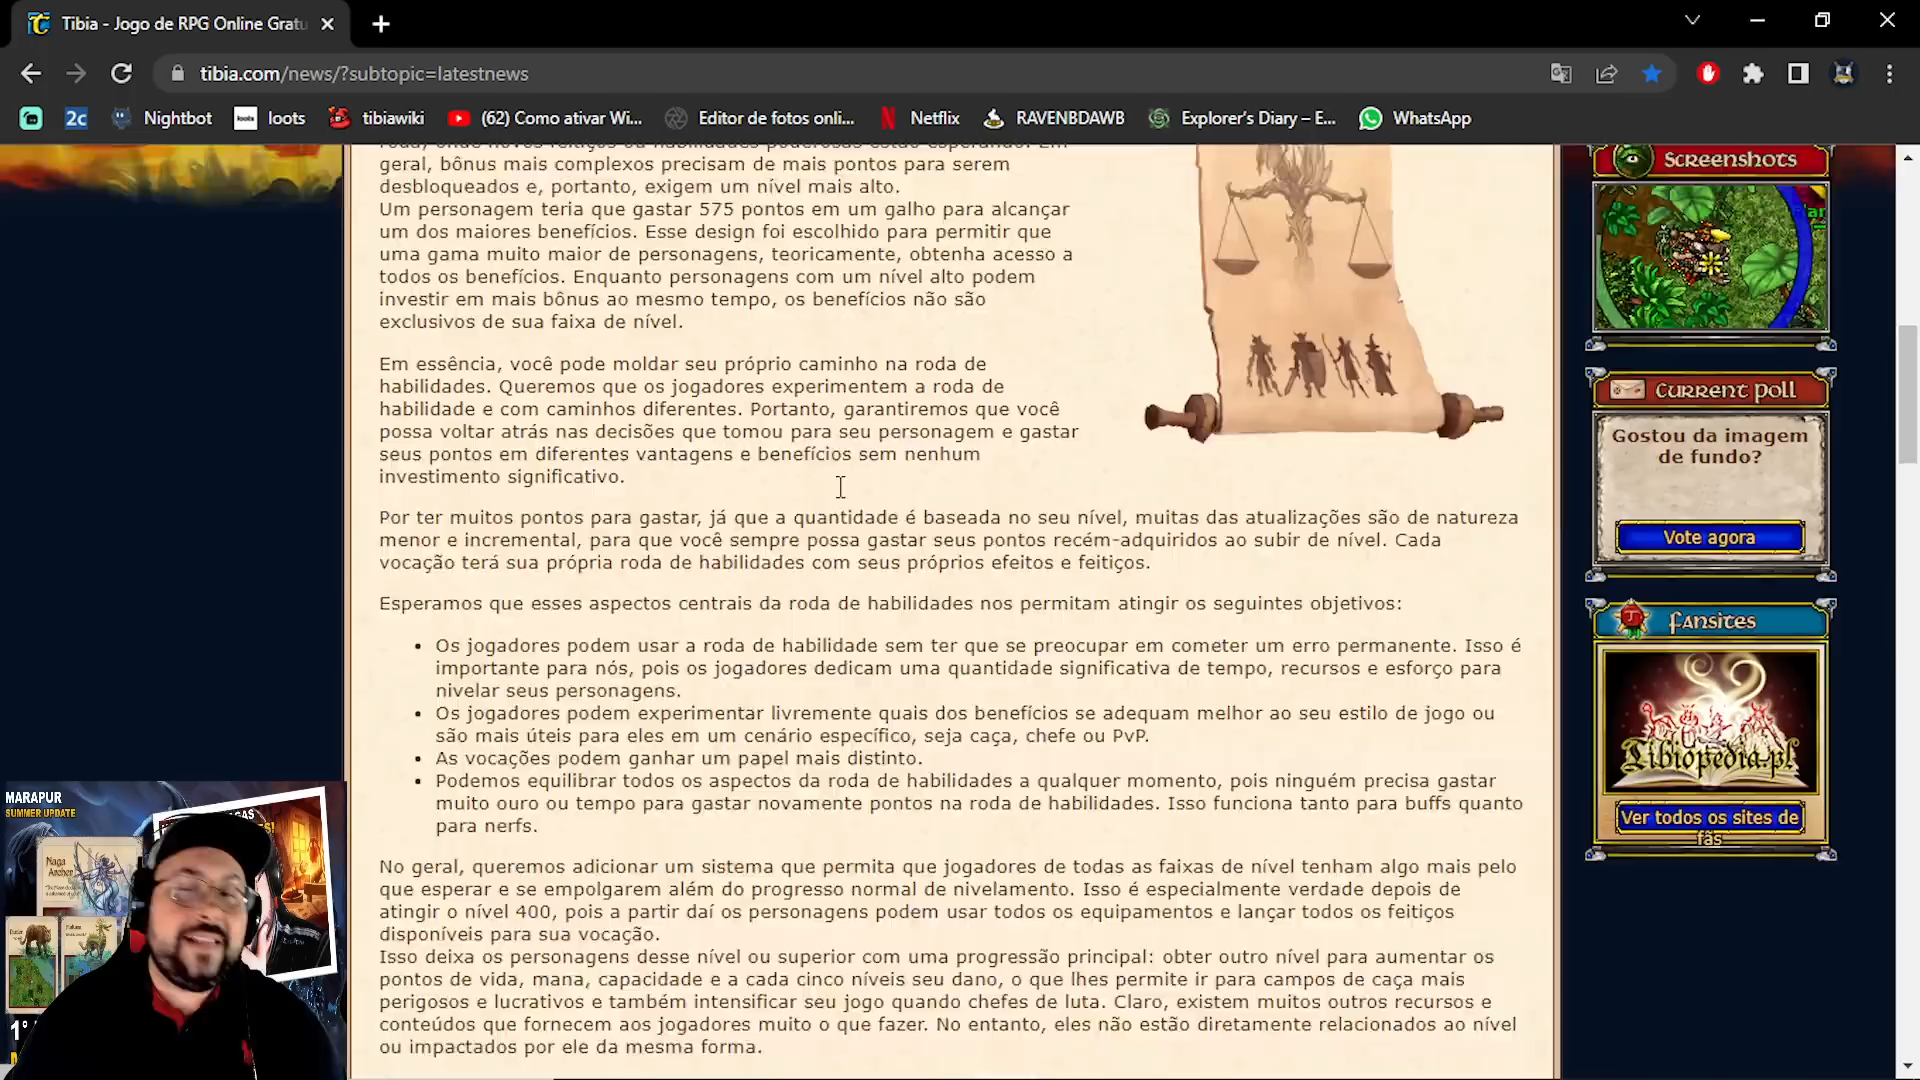 Tibia - Jogo de RPG Online Gratu
tibia.com/news/?subtopic=latestnews
2c Nightbot loots loots tibiawiki (62) Como ativar Wi... Editor de fotos onli... Netflix RAVENBDAWB Explorer's Diary – E... WhatsApp
geral, bônus mais complexos precisam de mais pontos para serem
desbloqueados e, portanto, exigem um nível mais alto.
Um personagem teria que gastar 575 pontos em um galho para alcançar
um dos maiores benefícios. Esse design foi escolhido para permitir que
uma gama muito maior de personagens, teoricamente, obtenha acesso a
todos os benefícios. Enquanto personagens com um nível alto podem
investir em mais bônus ao mesmo tempo, os benefícios não são
exclusivos de sua faixa de nível.
Em essência, você pode moldar seu próprio caminho na roda de
habilidades. Queremos que os jogadores experimentem a roda de
habilidade e com caminhos diferentes. Portanto, garantiremos que você
possa voltar atrás nas decisões que tomou para seu personagem e gastar
seus pontos em diferentes vantagens e benefícios sem nenhum
investimento significativo.
Por ter muitos pontos para gastar, já que a quantidade é baseada no seu nível, muitas das atualizações são de natureza
menor e incremental, para que você sempre possa gastar seus pontos recém-adquiridos ao subir de nível. Cada
vocação terá sua própria roda de habilidades com seus próprios efeitos e feitiços.
Esperamos que esses aspectos centrais da roda de habilidades nos permitam atingir os seguintes objetivos:
• Os jogadores podem usar a roda de habilidade sem ter que se preocupar em cometer um erro permanente. Isso é
importante para nós, pois os jogadores dedicam uma quantidade significativa de tempo, recursos e esforço para
nivelar seus personagens.
• Os jogadores podem experimentar livremente quais dos benefícios se adequam melhor ao seu estilo de jogo ou
são mais úteis para eles em um cenário específico, seja caça, chefe ou PvP.
• As vocações podem ganhar um papel mais distinto.
• Podemos equilibrar todos os aspectos da roda de habilidades a qualquer momento, pois ninguém precisa gastar
muito ouro ou tempo para gastar novamente pontos na roda de habilidades. Isso funciona tanto para buffs quanto
para nerfs.
No geral, queremos adicionar um sistema que permita que jogadores de todas as faixas de nível tenham algo mais pelo
que esperar e se empolgarem além do progresso normal de nivelamento. Isso é especialmente verdade depois de
atingir o nível 400, pois a partir daí os personagens podem usar todos os equipamentos e lançar todos os feitiços
disponíveis para sua vocação.
Isso deixa os personagens desse nível ou superior com uma progressão principal: obter outro nível para aumentar os
pontos de vida, mana, capacidade e a cada cinco níveis seu dano, o que lhes permite ir para campos de caça mais
perigosos e lucrativos e também intensificar seu jogo quando chefes de luta. Claro, existem muitos outros recursos e
conteúdos que fornecem aos jogadores muito o que fazer. No entanto, eles não estão diretamente relacionados ao nível
ou impactados por ele da mesma forma.
Screenshots
Current Poll
Gostou da imagem
de fundo?
Vote agora
Fansites
Tibiopedia.pl
Ver todos os sites de
fãs
MARAPUR
SUMMER UPDATE
Naga
Archer